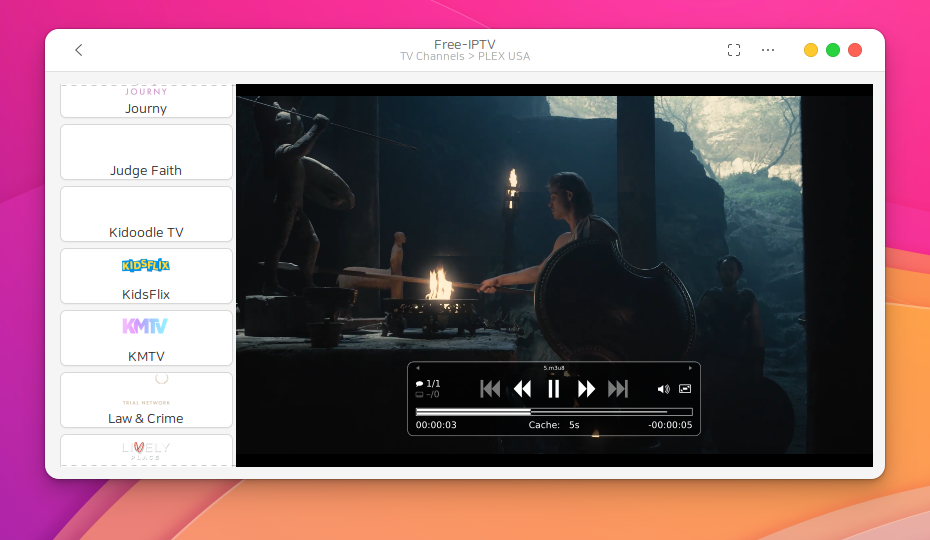 Free-IPTV
TV Channels > PLEX USA
JOURNY
Journy
Judge Faith
Kidoodle TV
KIDSFLIX
KidsFlix
KMTV
KMTV
TRIAL NETWORK
Law & Crime
LIVELY
PLACE
5.m3u8
1/1
–/0
00:00:03
Cache: 5s
-00:00:05